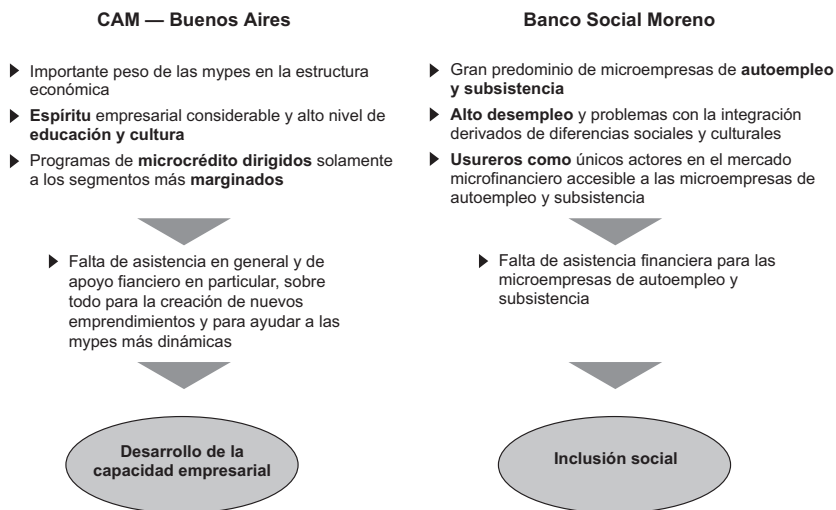 CAM — Buenos Aires
Importante peso de las mypes en la estructura
económica
Espíritu empresarial considerable y alto nivel de
educación y cultura
Programas de microcrédito dirigidos solamente
a los segmentos más marginados
Falta de asistencia en general y de
apoyo fianciero en particular, sobre
todo para la creación de nuevos
emprendimientos y para ayudar a las
mypes más dinámicas
Desarrollo de la
capacidad empresarial
Banco Social Moreno
Gran predominio de microempresas de autoempleo
y subsistencia
Alto desempleo y problemas con la integración
derivados de diferencias sociales y culturales
Usureros como únicos actores en el mercado
microfinanciero accesible a las microempresas de
autoempleo y subsistencia
Falta de asistencia financiera para las
microempresas de autoempleo y
subsistencia
Inclusión social